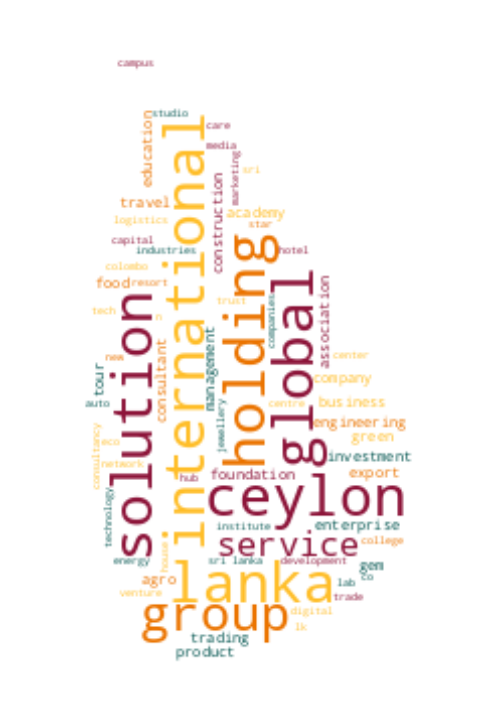 campus
studio
education
international
care
media
marketing
sri
construction
travel
academy
logistics
star
capital
industries
holding
hotel
colombo
food
resort
global
association
solution
trust
companies
tech
n
management
consultant
new
center
tour
company
auto
jewellery
centre
business
engineering
consultancy
eco
green
network
investment
hub
foundation
export
technology
ceylon
institute
enterprise
house
service
college
energy
sri lanka
development
gem
co
agro
lanka
lab
venture
trade
group
digital
lk
trading
product